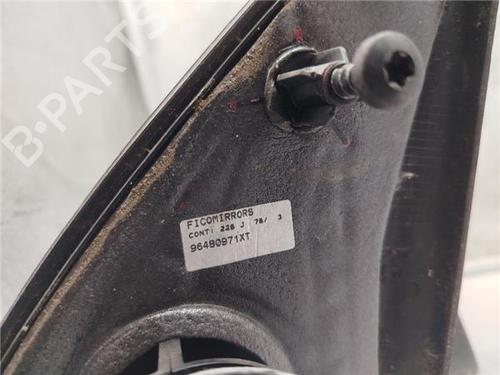 B-PARTS
FICOMIRRORS
CONT: 226 J 78/ 3
96480971XT